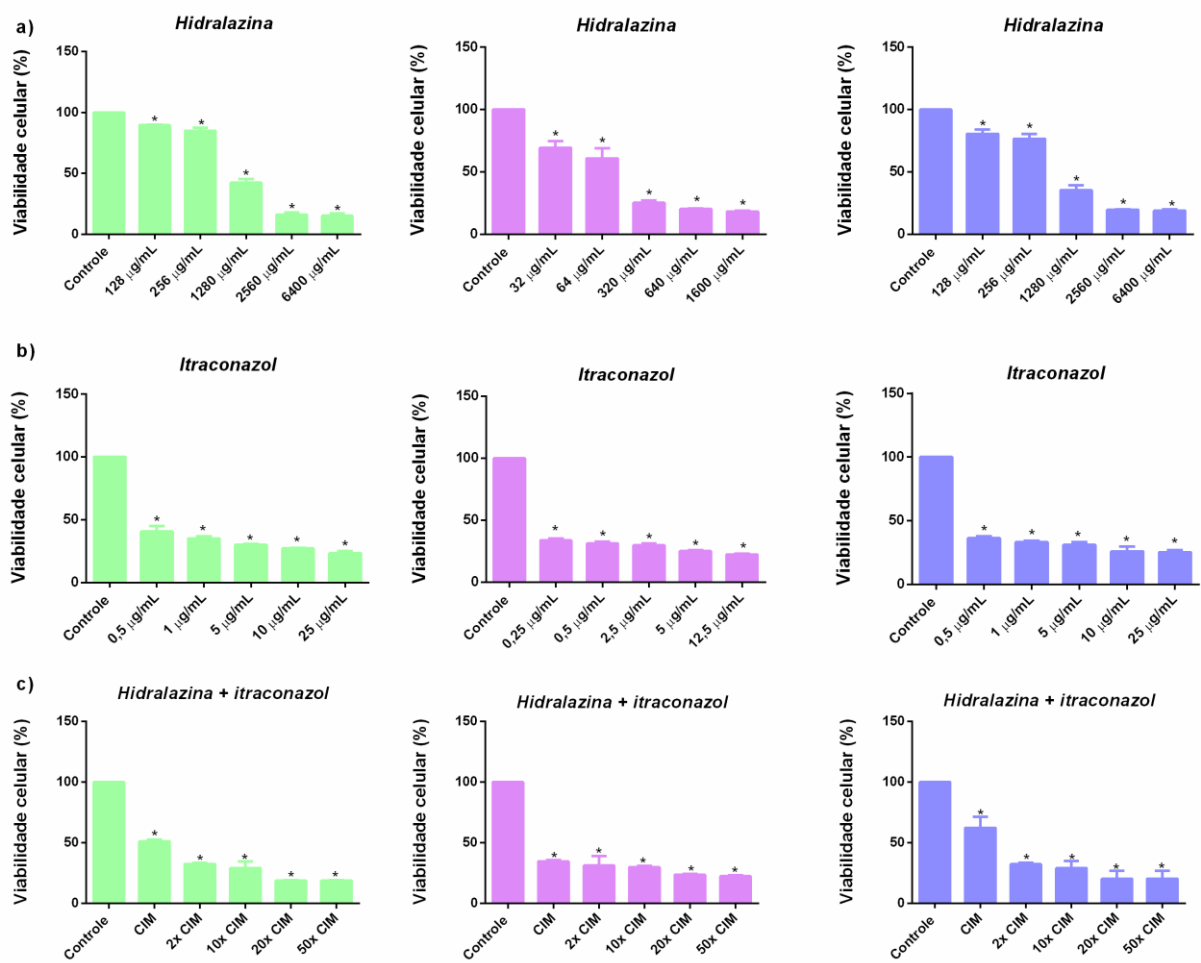 a)
Hidralazina
Viabilidade celular (%)
150
100
50
0
Controle
128 µg/mL
256 µg/mL
1280 µg/mL
2560 µg/mL
6400 µg/mL
* * * * *
Hidralazina
Viabilidade celular (%)
150
100
50
0
Controle
32 µg/mL
64 µg/mL
320 µg/mL
640 µg/mL
1600 µg/mL
* * * * *
Hidralazina
Viabilidade celular (%)
150
100
50
0
Controle
128 µg/mL
256 µg/mL
1280 µg/mL
2560 µg/mL
6400 µg/mL
* * * * *
b)
Itraconazol
Viabilidade celular (%)
150
100
50
0
Controle
0,5 µg/mL
1 µg/mL
5 µg/mL
10 µg/mL
25 µg/mL
* * * * *
Itraconazol
Viabilidade celular (%)
150
100
50
0
Controle
0,25 µg/mL
0,5 µg/mL
2,5 µg/mL
5 µg/mL
12,5 µg/mL
* * * * *
Itraconazol
Viabilidade celular (%)
150
100
50
0
Controle
0,5 µg/mL
1 µg/mL
5 µg/mL
10 µg/mL
25 µg/mL
* * * * *
c)
Hidralazina + itraconazol
Viabilidade celular (%)
150
100
50
0
Controle
CIM
2x CIM
10x CIM
20x CIM
50x CIM
* * * * *
Hidralazina + itraconazol
Viabilidade celular (%)
150
100
50
0
Controle
CIM
2x CIM
10x CIM
20x CIM
50x CIM
* * * * *
Hidralazina + itraconazol
Viabilidade celular (%)
150
100
50
0
Controle
CIM
2x CIM
10x CIM
20x CIM
50x CIM
* * * * *